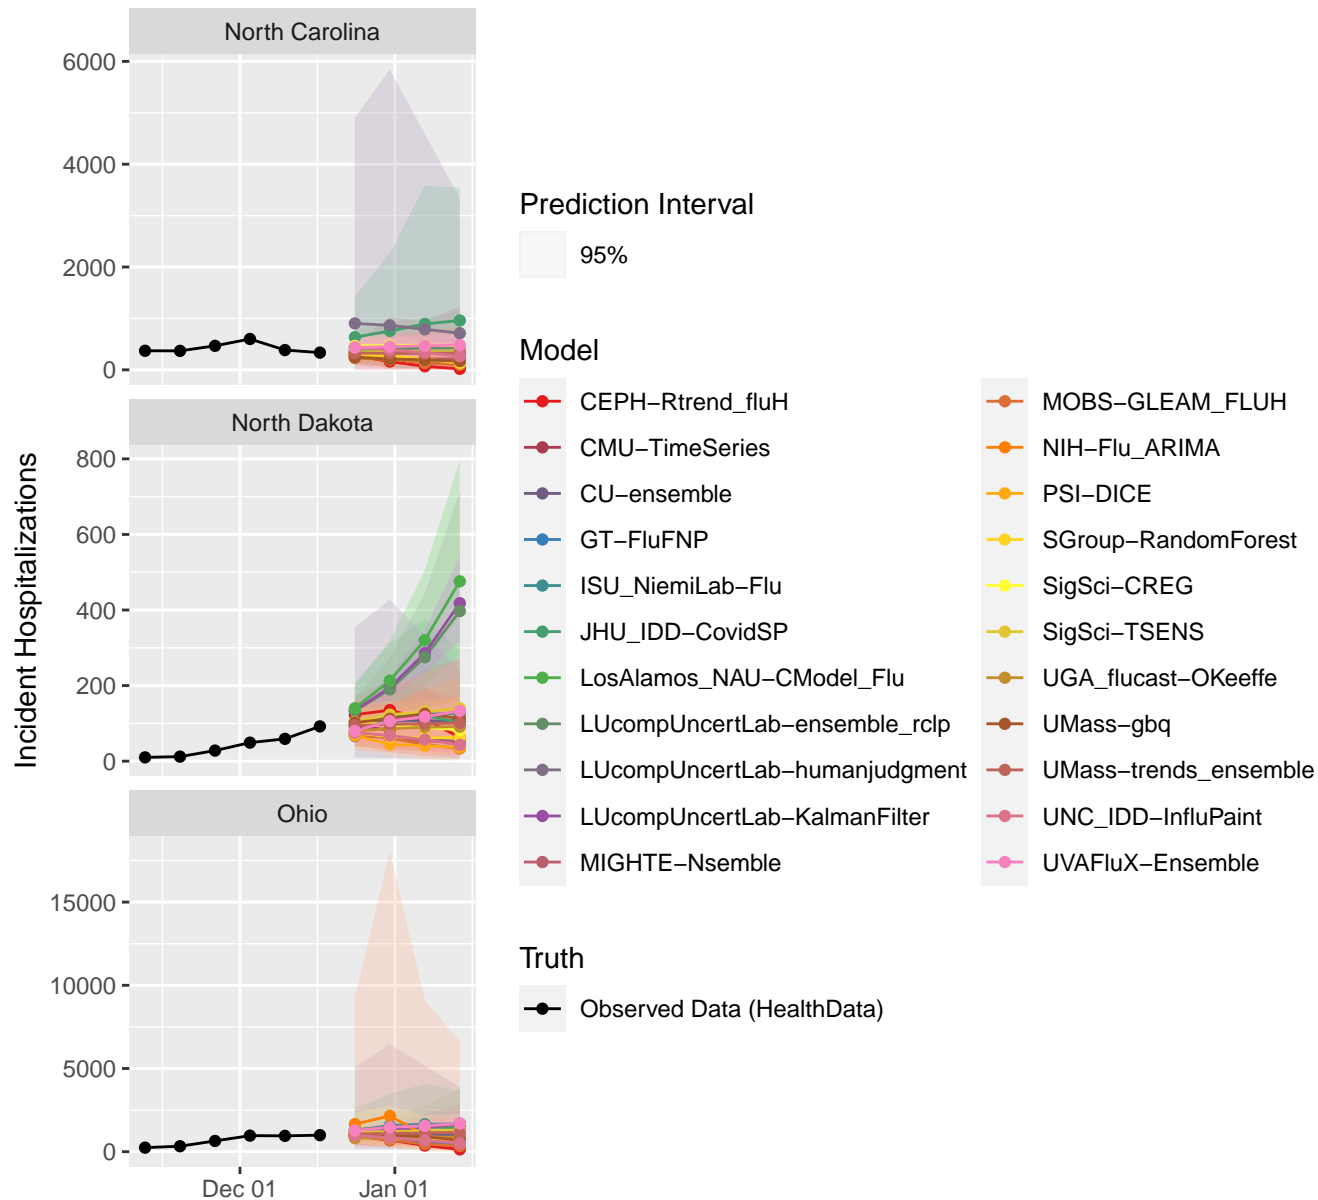 North Carolina
6000
4000
2000
0
North Dakota
800
600
400
200
0
Ohio
15000
10000
5000
0
Dec 01
Jan 01
Incident Hospitalizations
Prediction Interval
95%
Model
CEPH−Rtrend_fluH
CMU−TimeSeries
CU−ensemble
GT−FluFNP
ISU_NiemiLab−Flu
JHU_IDD−CovidSP
LosAlamos_NAU−CModel_Flu
LUcompUncertLab−ensemble_rclp
LUcompUncertLab−humanjudgment
LUcompUncertLab−KalmanFilter
MIGHTE−Nsemble
MOBS−GLEAM_FLUH
NIH−Flu_ARIMA
PSI−DICE
SGroup−RandomForest
SigSci−CREG
SigSci−TSENS
UGA_flucast−OKeeffe
UMass−gbq
UMass−trends_ensemble
UNC_IDD−InfluPaint
UVAFluX−Ensemble
Truth
Observed Data (HealthData)